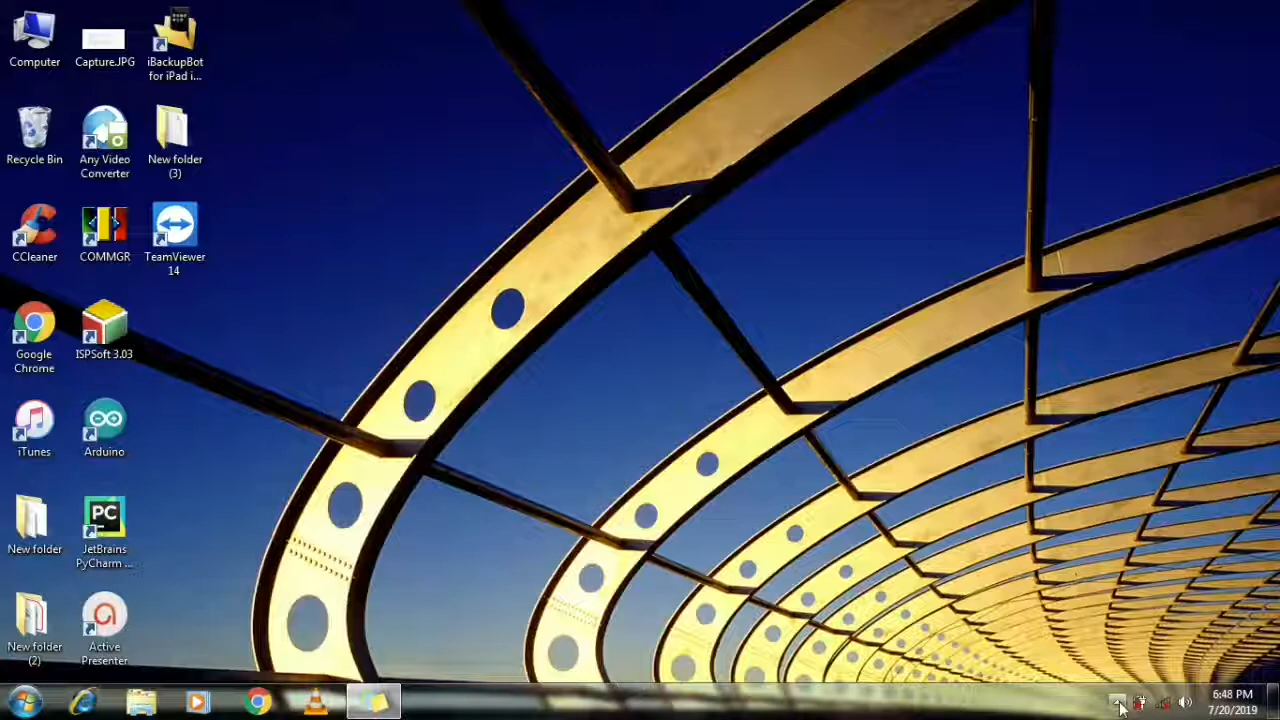 Computer
Capture.JPG
iBackupBot
for iPad i...
Recycle Bin
Any Video
Converter
New folder
(3)
CCleaner
COMMGR
TeamViewer
14
Google
Chrome
ISPSoft 3.03
iTunes
Arduino
New folder
PC
JetBrains
PyCharm ...
New folder
(2)
Active
Presenter
6:48 PM
7/20/2019